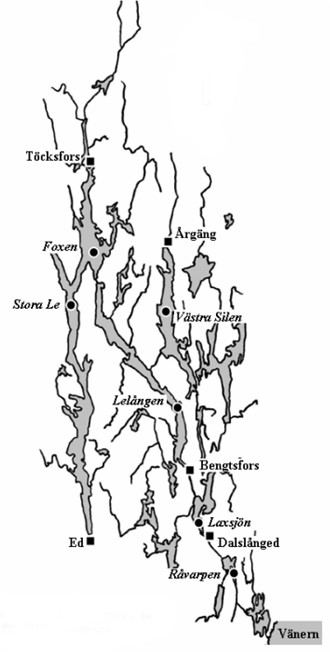 Töcksfors
Årgäng
Foxen
Stora Le
Västra Silen
Lelången
Bengtsfors
Laxsjön
Ed
Dalslånged
Råvarpen
Vänern